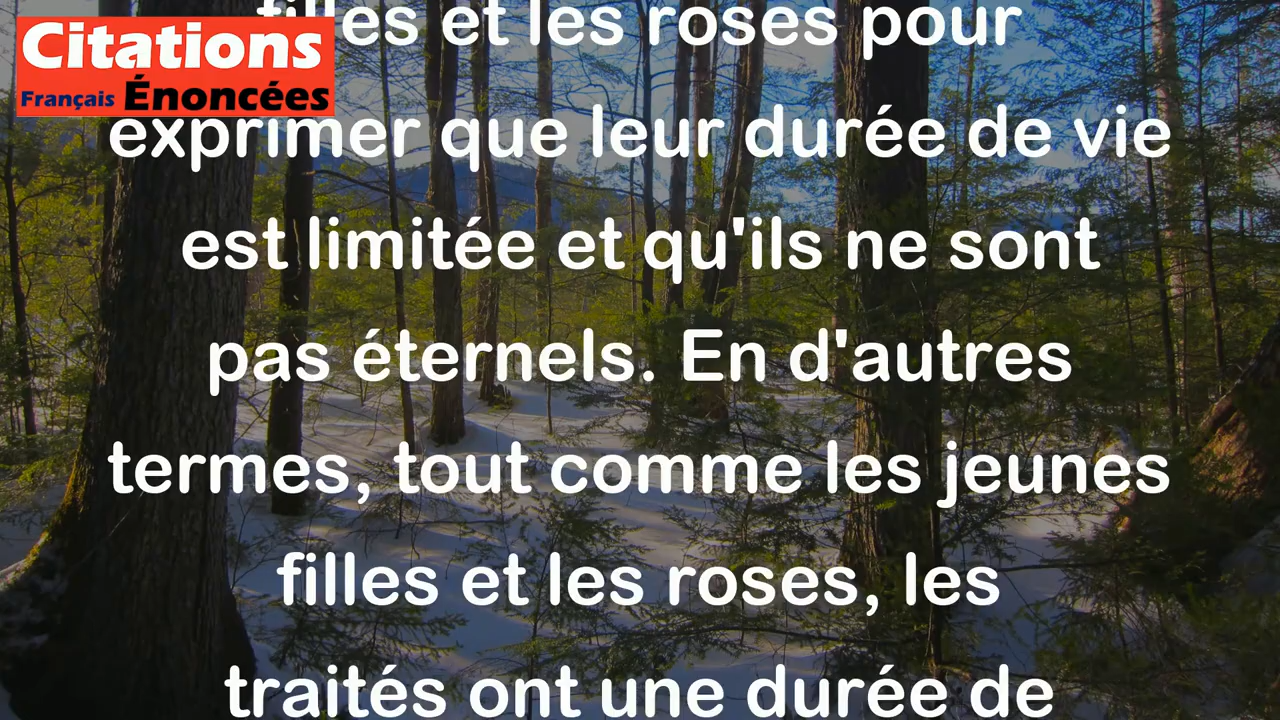 Citations
Français Énoncées
filles et les roses pour
exprimer que leur durée de vie
est limitée et qu'ils ne sont
pas éternels. En d'autres
termes, tout comme les jeunes
filles et les roses, les
traités ont une durée de